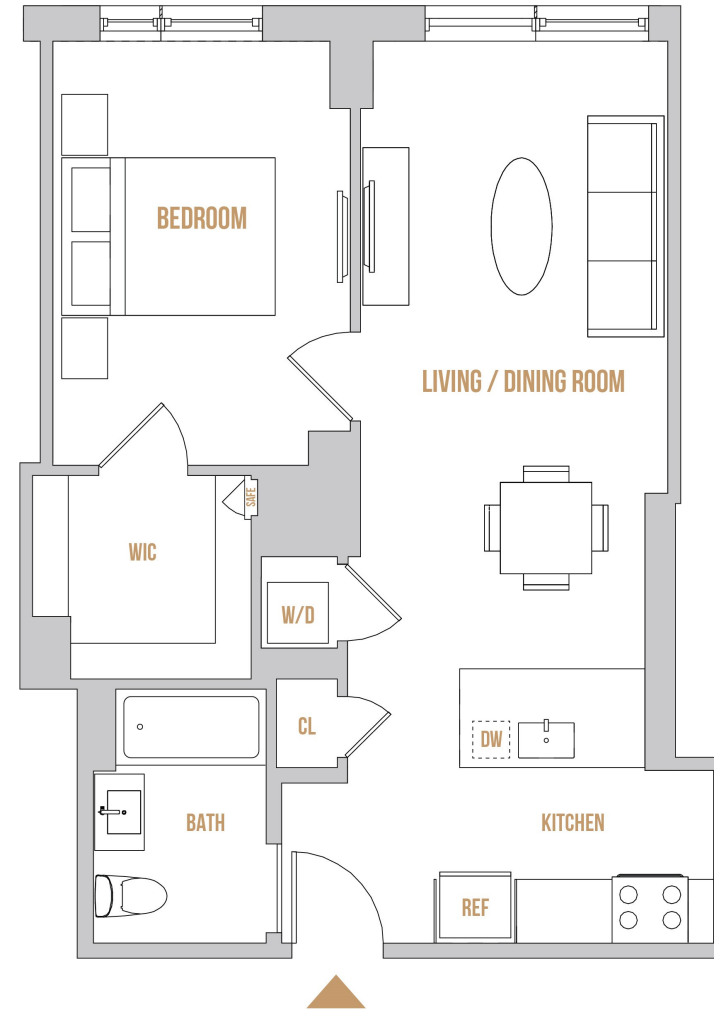 BEDROOM
LIVING / DINING ROOM
SAFE
WIC
W/D
CL
DW
BATH
KITCHEN
REF